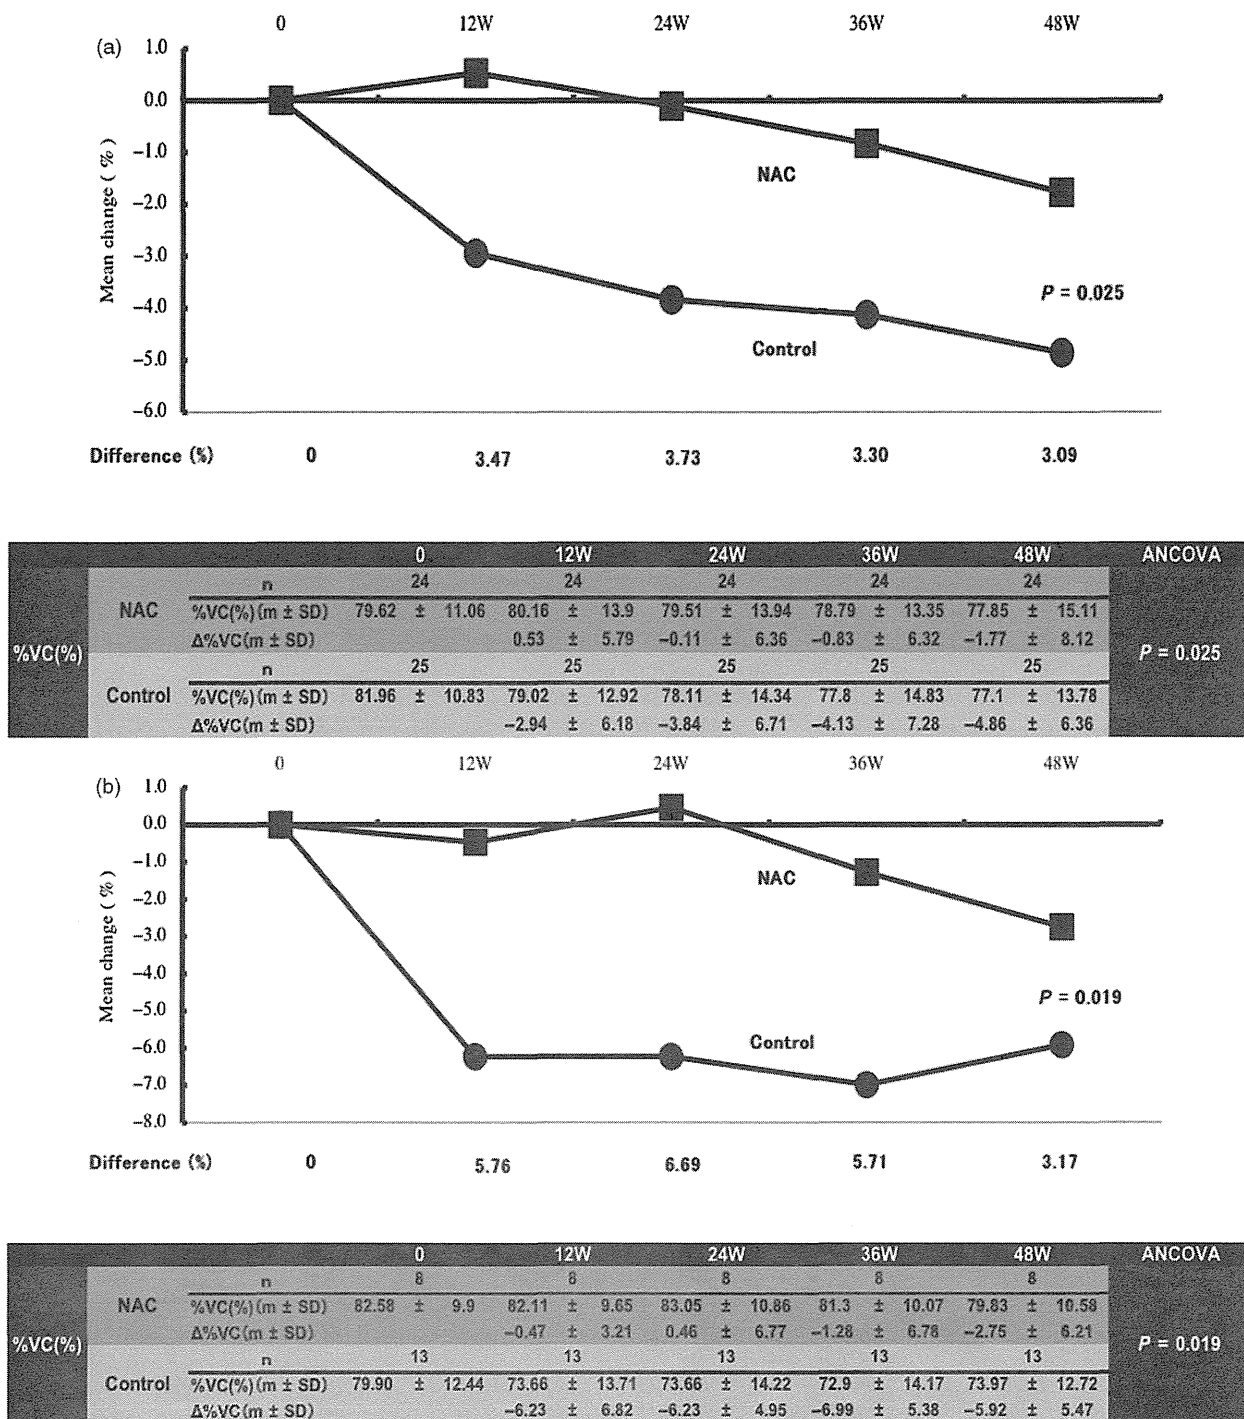 0 12W 24W 36W 48W
(a)
1.0
0.0
−1.0
−2.0
−3.0
−4.0
−5.0
−6.0
Mean change ( % )
NAC
P = 0.025
Control
Difference (%) 0 3.47 3.73 3.30 3.09
0 12W 24W 36W 48W ANCOVA
n 24 24 24 24 24
NAC %VC(%)(m ± SD) 79.62 ± 11.06 80.16 ± 13.9 79.51 ± 13.94 78.79 ± 13.35 77.85 ± 15.11
Δ%VC(m ± SD) 0.53 ± 5.79 −0.11 ± 6.36 −0.83 ± 6.32 −1.77 ± 8.12
%VC(%) P = 0.025
n 25 25 25 25 25
Control %VC(%)(m ± SD) 81.96 ± 10.83 79.02 ± 12.92 78.11 ± 14.34 77.8 ± 14.83 77.1 ± 13.78
Δ%VC(m ± SD) −2.94 ± 6.18 −3.84 ± 6.71 −4.13 ± 7.28 −4.86 ± 6.36
0 12W 24W 36W 48W
(b)
1.0
0.0
−1.0
−2.0
−3.0
−4.0
−5.0
−6.0
−7.0
−8.0
Mean change ( % )
NAC
P = 0.019
Control
Difference (%) 0 5.76 6.69 5.71 3.17
0 12W 24W 36W 48W ANCOVA
n 8 8 8 8 8
NAC %VC(%)(m ± SD) 82.58 ± 9.9 82.11 ± 9.65 83.05 ± 10.86 81.3 ± 10.07 79.83 ± 10.58
Δ%VC(m ± SD) −0.47 ± 3.21 0.46 ± 6.77 −1.28 ± 6.78 −2.75 ± 6.21
%VC(%) P = 0.019
n 13 13 13 13 13
Control %VC(%)(m ± SD) 79.90 ± 12.44 73.66 ± 13.71 73.66 ± 14.22 72.9 ± 14.17 73.97 ± 12.72
Δ%VC(m ± SD) −6.23 ± 6.82 −6.23 ± 4.95 −6.99 ± 5.38 −5.92 ± 5.47